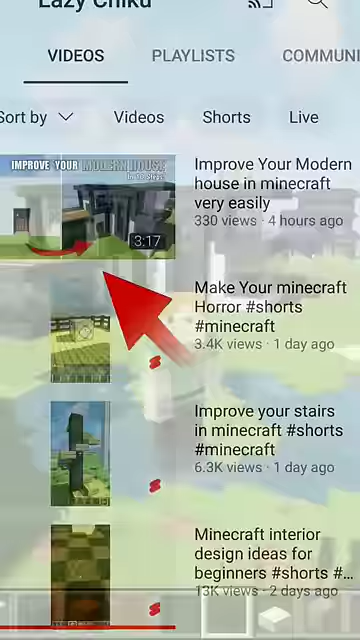 Lazy Chiku
VIDEOS PLAYLISTS COMMUNI
Sort by Videos Shorts Live
IMPROVE YOUR MODERN HOUSE
In 10 Steps
3:17
Improve Your Modern
house in minecraft
very easily
330 views · 4 hours ago
Make Your minecraft
Horror #shorts
#minecraft
3.4K views · 1 day ago
Improve your stairs
in minecraft #shorts
#minecraft
6.3K views · 1 day ago
Minecraft interior
design ideas for
beginners #shorts #...
13K views · 2 days ago